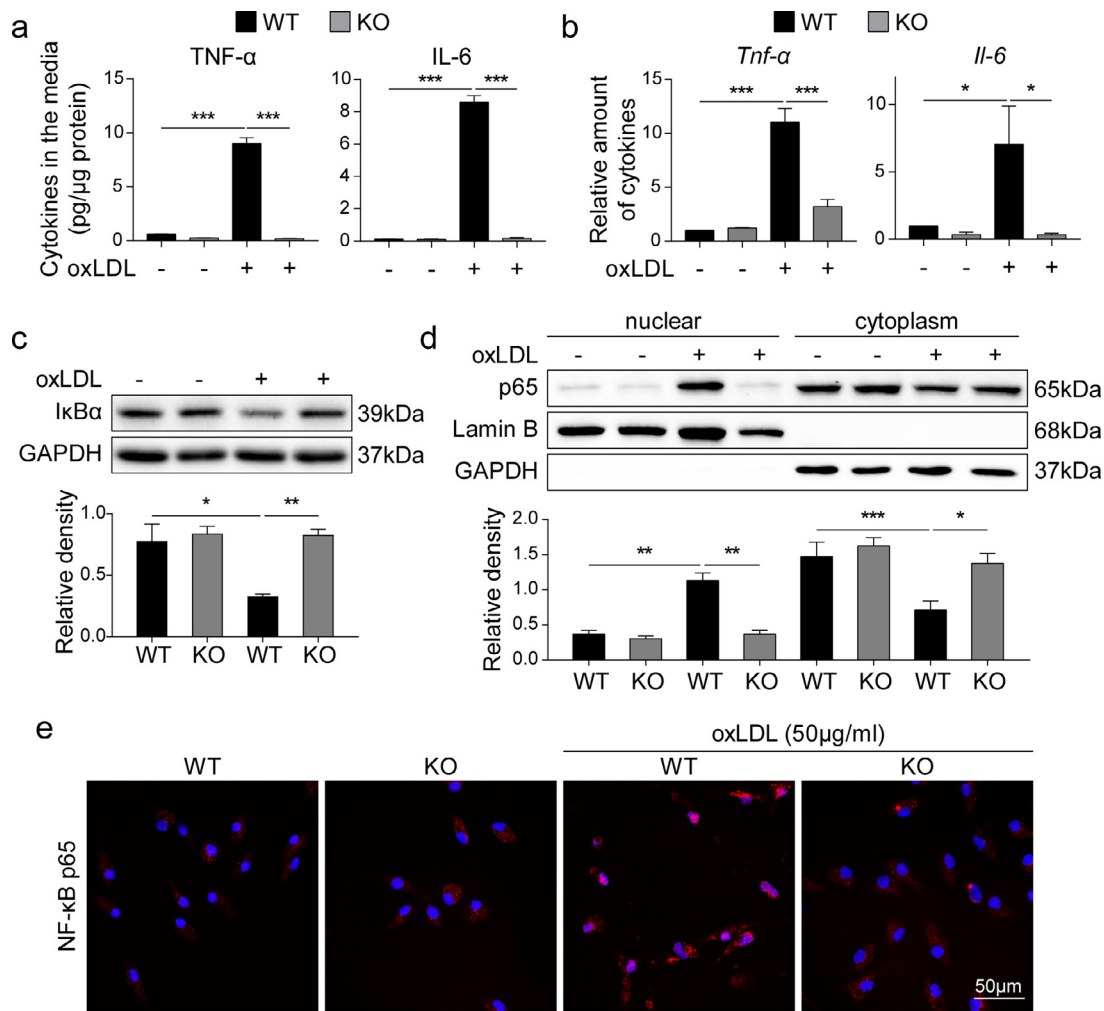 a
WT KO
TNF-α
IL-6
Cytokines in the media
(pg/µg protein)
15
10
5
0
10
8
6
4
2
0
*** ***
*** ***
oxLDL - - + + - - + +
b
WT KO
Tnf-α
Il-6
Relative amount
of cytokines
15
10
5
0
10
5
0
*** ***
* *
oxLDL - - + + - - + +
c
oxLDL - - + +
IκBα 39kDa
GAPDH 37kDa
Relative density
1.0
0.5
0.0
* **
WT KO WT KO
d
nuclear cytoplasm
oxLDL - - + + - - + +
p65 65kDa
Lamin B 68kDa
GAPDH 37kDa
Relative density
2.0
1.5
1.0
0.5
0.0
** ** *** *
WT KO WT KO WT KO WT KO
e
oxLDL (50µg/ml)
WT KO WT KO
NF-κB p65
50µm